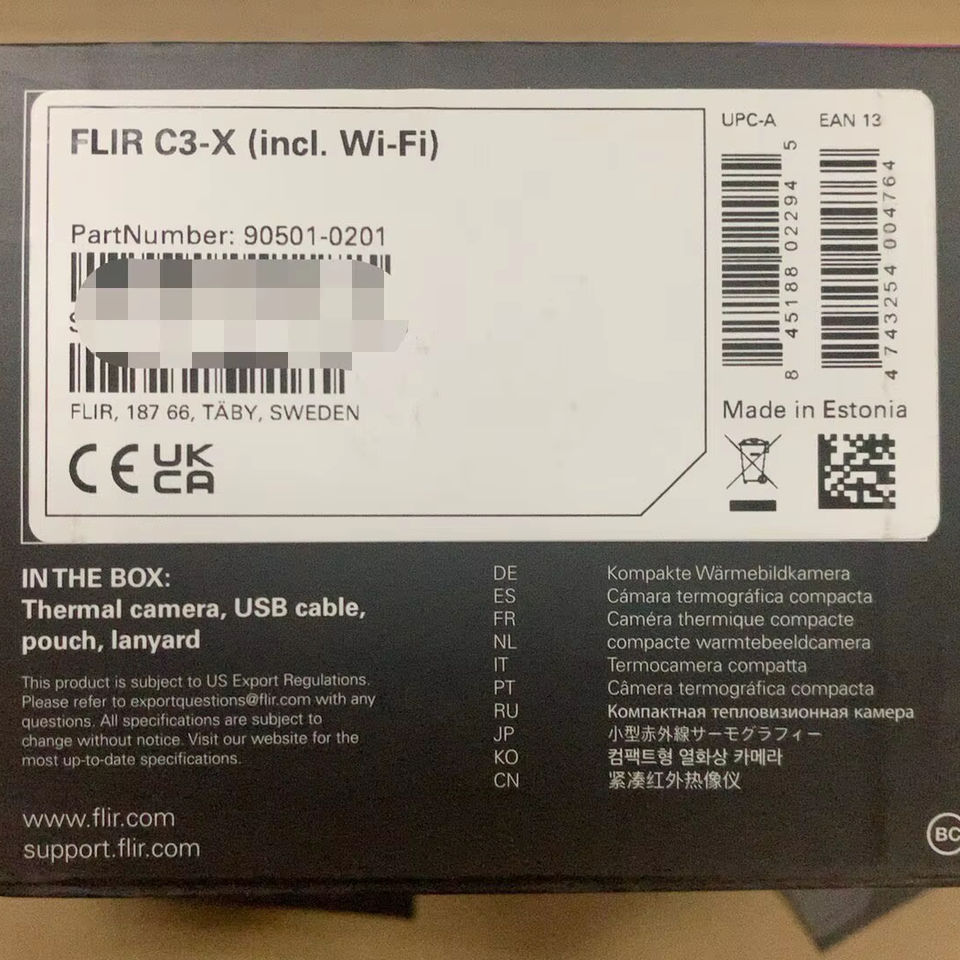 FLIR C3-X (incl. Wi-Fi)
PartNumber: 90501-0201
FLIR, 187 66, TÄBY, SWEDEN
CE UK
CA
UPC-A
8 45188 02294 5
EAN 13
4 743254 004764
Made in Estonia
IN THE BOX:
Thermal camera, USB cable,
pouch, lanyard
This product is subject to US Export Regulations.
Please refer to exportquestions@flir.com with any
questions. All specifications are subject to
change without notice. Visit our website for the
most up-to-date specifications.
www.flir.com
support.flir.com
DE Kompakte Wärmebildkamera
ES Cámara termográfica compacta
FR Caméra thermique compacte
NL compacte warmtebeeldcamera
IT Termocamera compatta
PT Câmera termográfica compacta
RU Компактная тепловизионная камера
JP 小型赤外線サーモグラフィー
KO 컴팩트형 열화상 카메라
CN 紧凑红外热像仪
BC